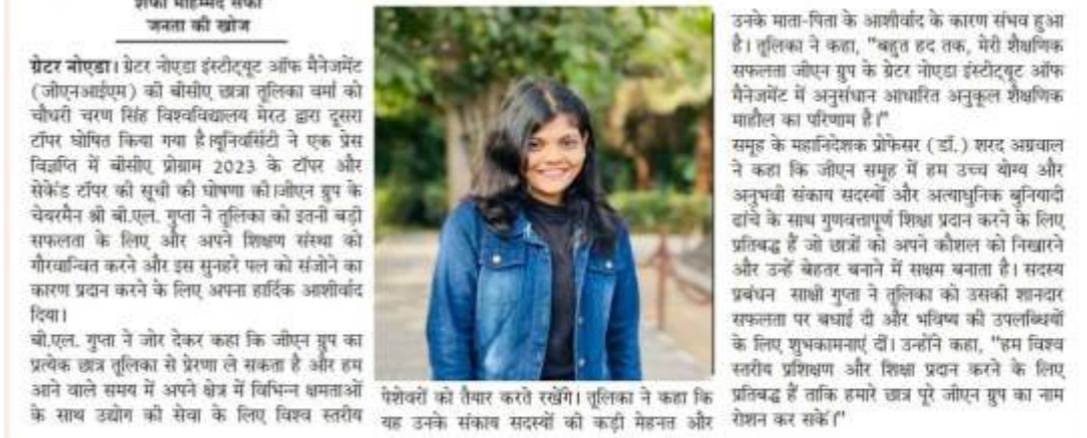 जनता की खोज
ग्रेटर नोएडा। ग्रेटर नोएडा इंस्टीट्यूट ऑफ मैनेजमेंट
(जीएनआईएम) की बीसीए छात्रा तूलिका वर्मा को
चौधरी चरण सिंह विश्वविद्यालय मेरठ द्वारा दूसरा
टॉपर घोषित किया गया है।यूनिवर्सिटी ने एक प्रेस
विज्ञप्ति में बीसीए प्रोग्राम 2023 के टॉपर और
सेकेंड टॉपर की सूची की घोषणा की।जीएन ग्रुप के
चेयरमैन श्री बी.एल. गुप्ता ने तूलिका को इतनी बड़ी
सफलता के लिए और अपने शिक्षण संस्था को
गौरवान्वित करने और इस सुनहरे पल को संजोने का
कारण प्रदान करने के लिए अपना हार्दिक आशीर्वाद
दिया।
बी.एल. गुप्ता ने जोर देकर कहा कि जीएन ग्रुप का
प्रत्येक छात्र तूलिका से प्रेरणा ले सकता है और हम
आने वाले समय में अपने क्षेत्र में विभिन्न क्षमताओं
के साथ उद्योग की सेवा के लिए विश्व स्तरीय
पेशेवरों को तैयार करते रखेंगे। तूलिका ने कहा कि
यह उनके संकाय सदस्यों की कड़ी मेहनत और
उनके माता-पिता के आशीर्वाद के कारण संभव हुआ
है। तूलिका ने कहा, "बहुत हद तक, मेरी शैक्षणिक
सफलता जीएन ग्रुप के ग्रेटर नोएडा इंस्टीट्यूट ऑफ
मैनेजमेंट में अनुसंधान आधारित अनुकूल शैक्षणिक
माहौल का परिणाम है।"
समूह के महानिदेशक प्रोफेसर (डॉ.) शरद अग्रवाल
ने कहा कि जीएन समूह में हम उच्च योग्य और
अनुभवी संकाय सदस्यों और अत्याधुनिक बुनियादी
ढांचे के साथ गुणवत्तापूर्ण शिक्षा प्रदान करने के लिए
प्रतिबद्ध हैं जो छात्रों को अपने कौशल को निखारने
और उन्हें बेहतर बनाने में सक्षम बनाता है। सदस्य
प्रबंधन साक्षी गुप्ता ने तूलिका को उसकी शानदार
सफलता पर बधाई दी और भविष्य की उपलब्धियों
के लिए शुभकामनाएं दीं। उन्होंने कहा, "हम विश्व
स्तरीय प्रशिक्षण और शिक्षा प्रदान करने के लिए
प्रतिबद्ध हैं ताकि हमारे छात्र पूरे जीएन ग्रुप का नाम
रोशन कर सकें।"